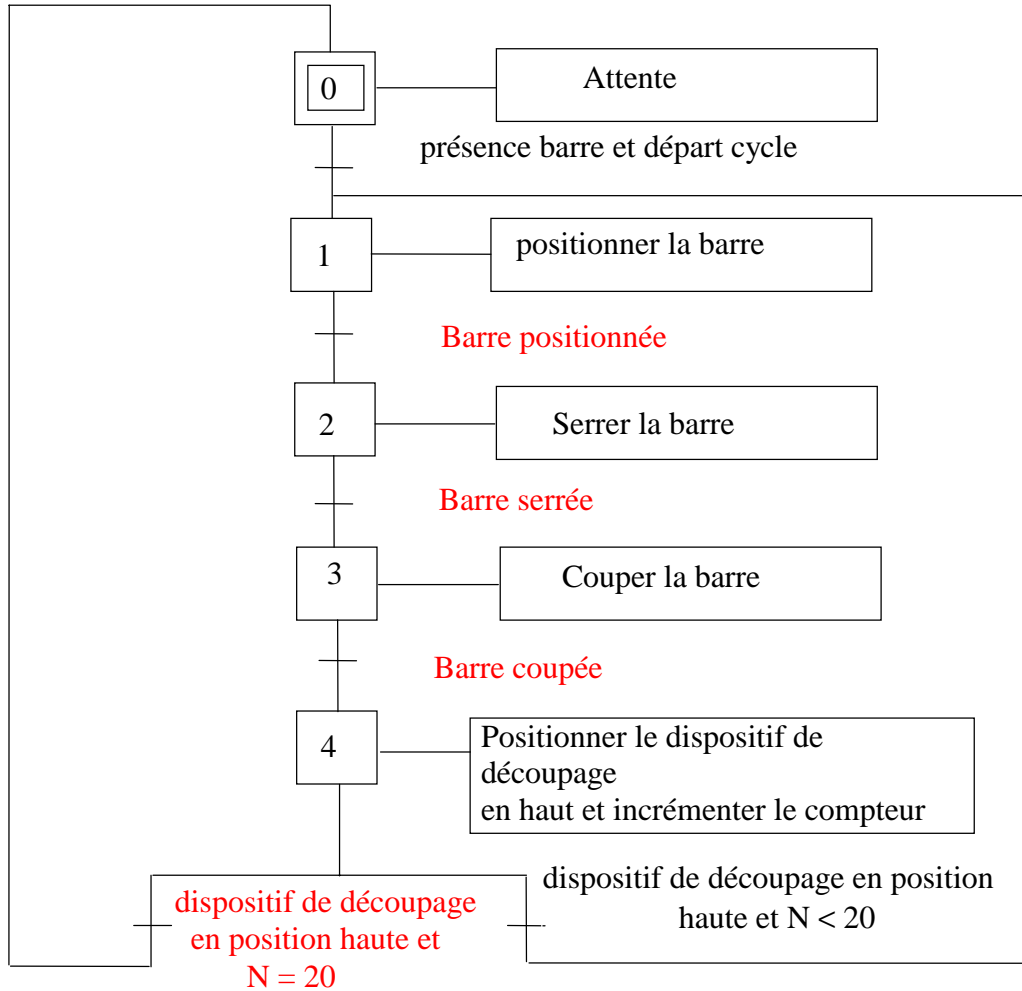 0
Attente
présence barre et départ cycle
1
positionner la barre
Barre positionnée
2
Serrer la barre
Barre serrée
3
Couper la barre
Barre coupée
4
Positionner le dispositif de
découpage
en haut et incrémenter le compteur
dispositif de découpage
en position haute et
N = 20
dispositif de découpage en position
haute et N < 20